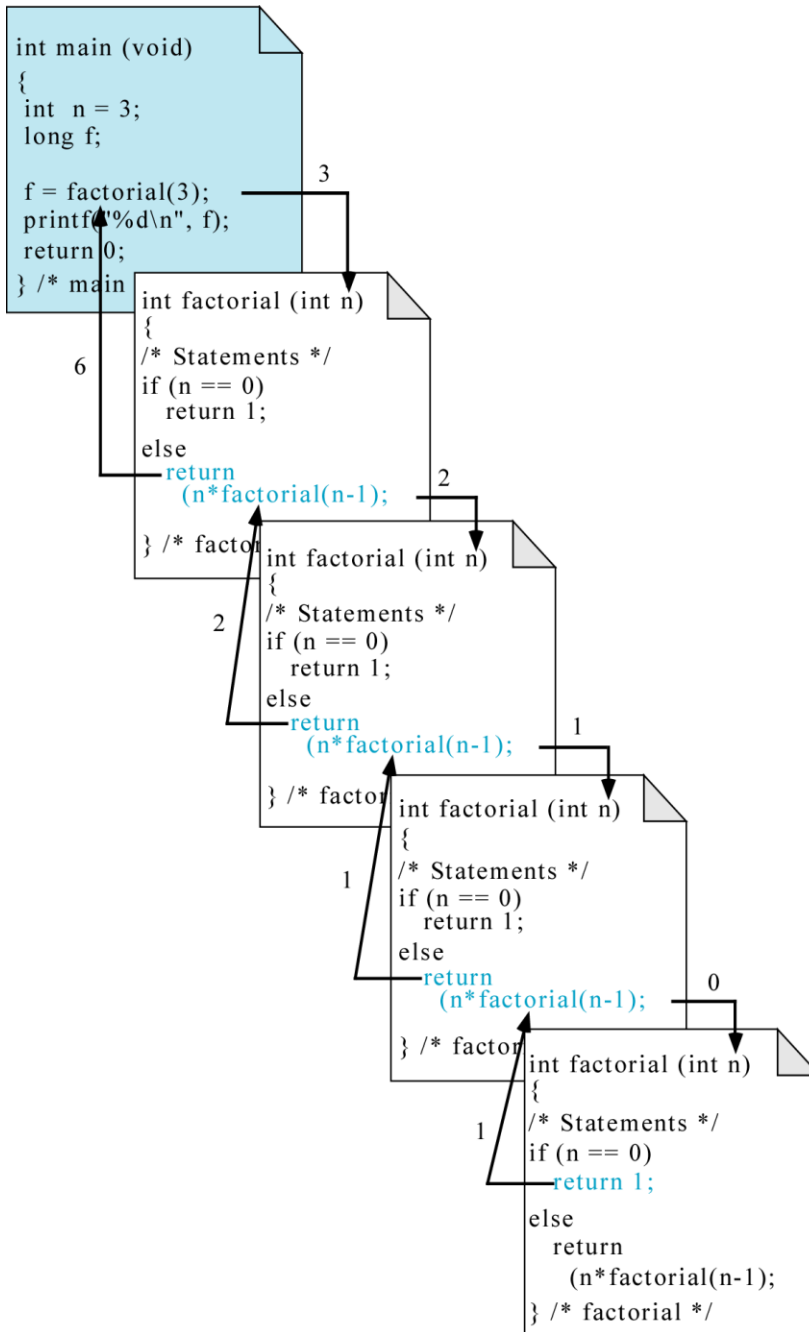 int main (void)
{
int n = 3;
long f;
f = factorial(3);
printf("%d\n", f);
return 0;
} /* main
3
6
int factorial (int n)
{
/* Statements */
if (n == 0)
return 1;
else
return
(n*factorial(n-1);
} /* factor
2
2
int factorial (int n)
{
/* Statements */
if (n == 0)
return 1;
else
return
(n*factorial(n-1);
} /* factor
1
1
int factorial (int n)
{
/* Statements */
if (n == 0)
return 1;
else
return
(n*factorial(n-1);
} /* factor
0
1
int factorial (int n)
{
/* Statements */
if (n == 0)
return 1;
else
return
(n*factorial(n-1);
} /* factorial */